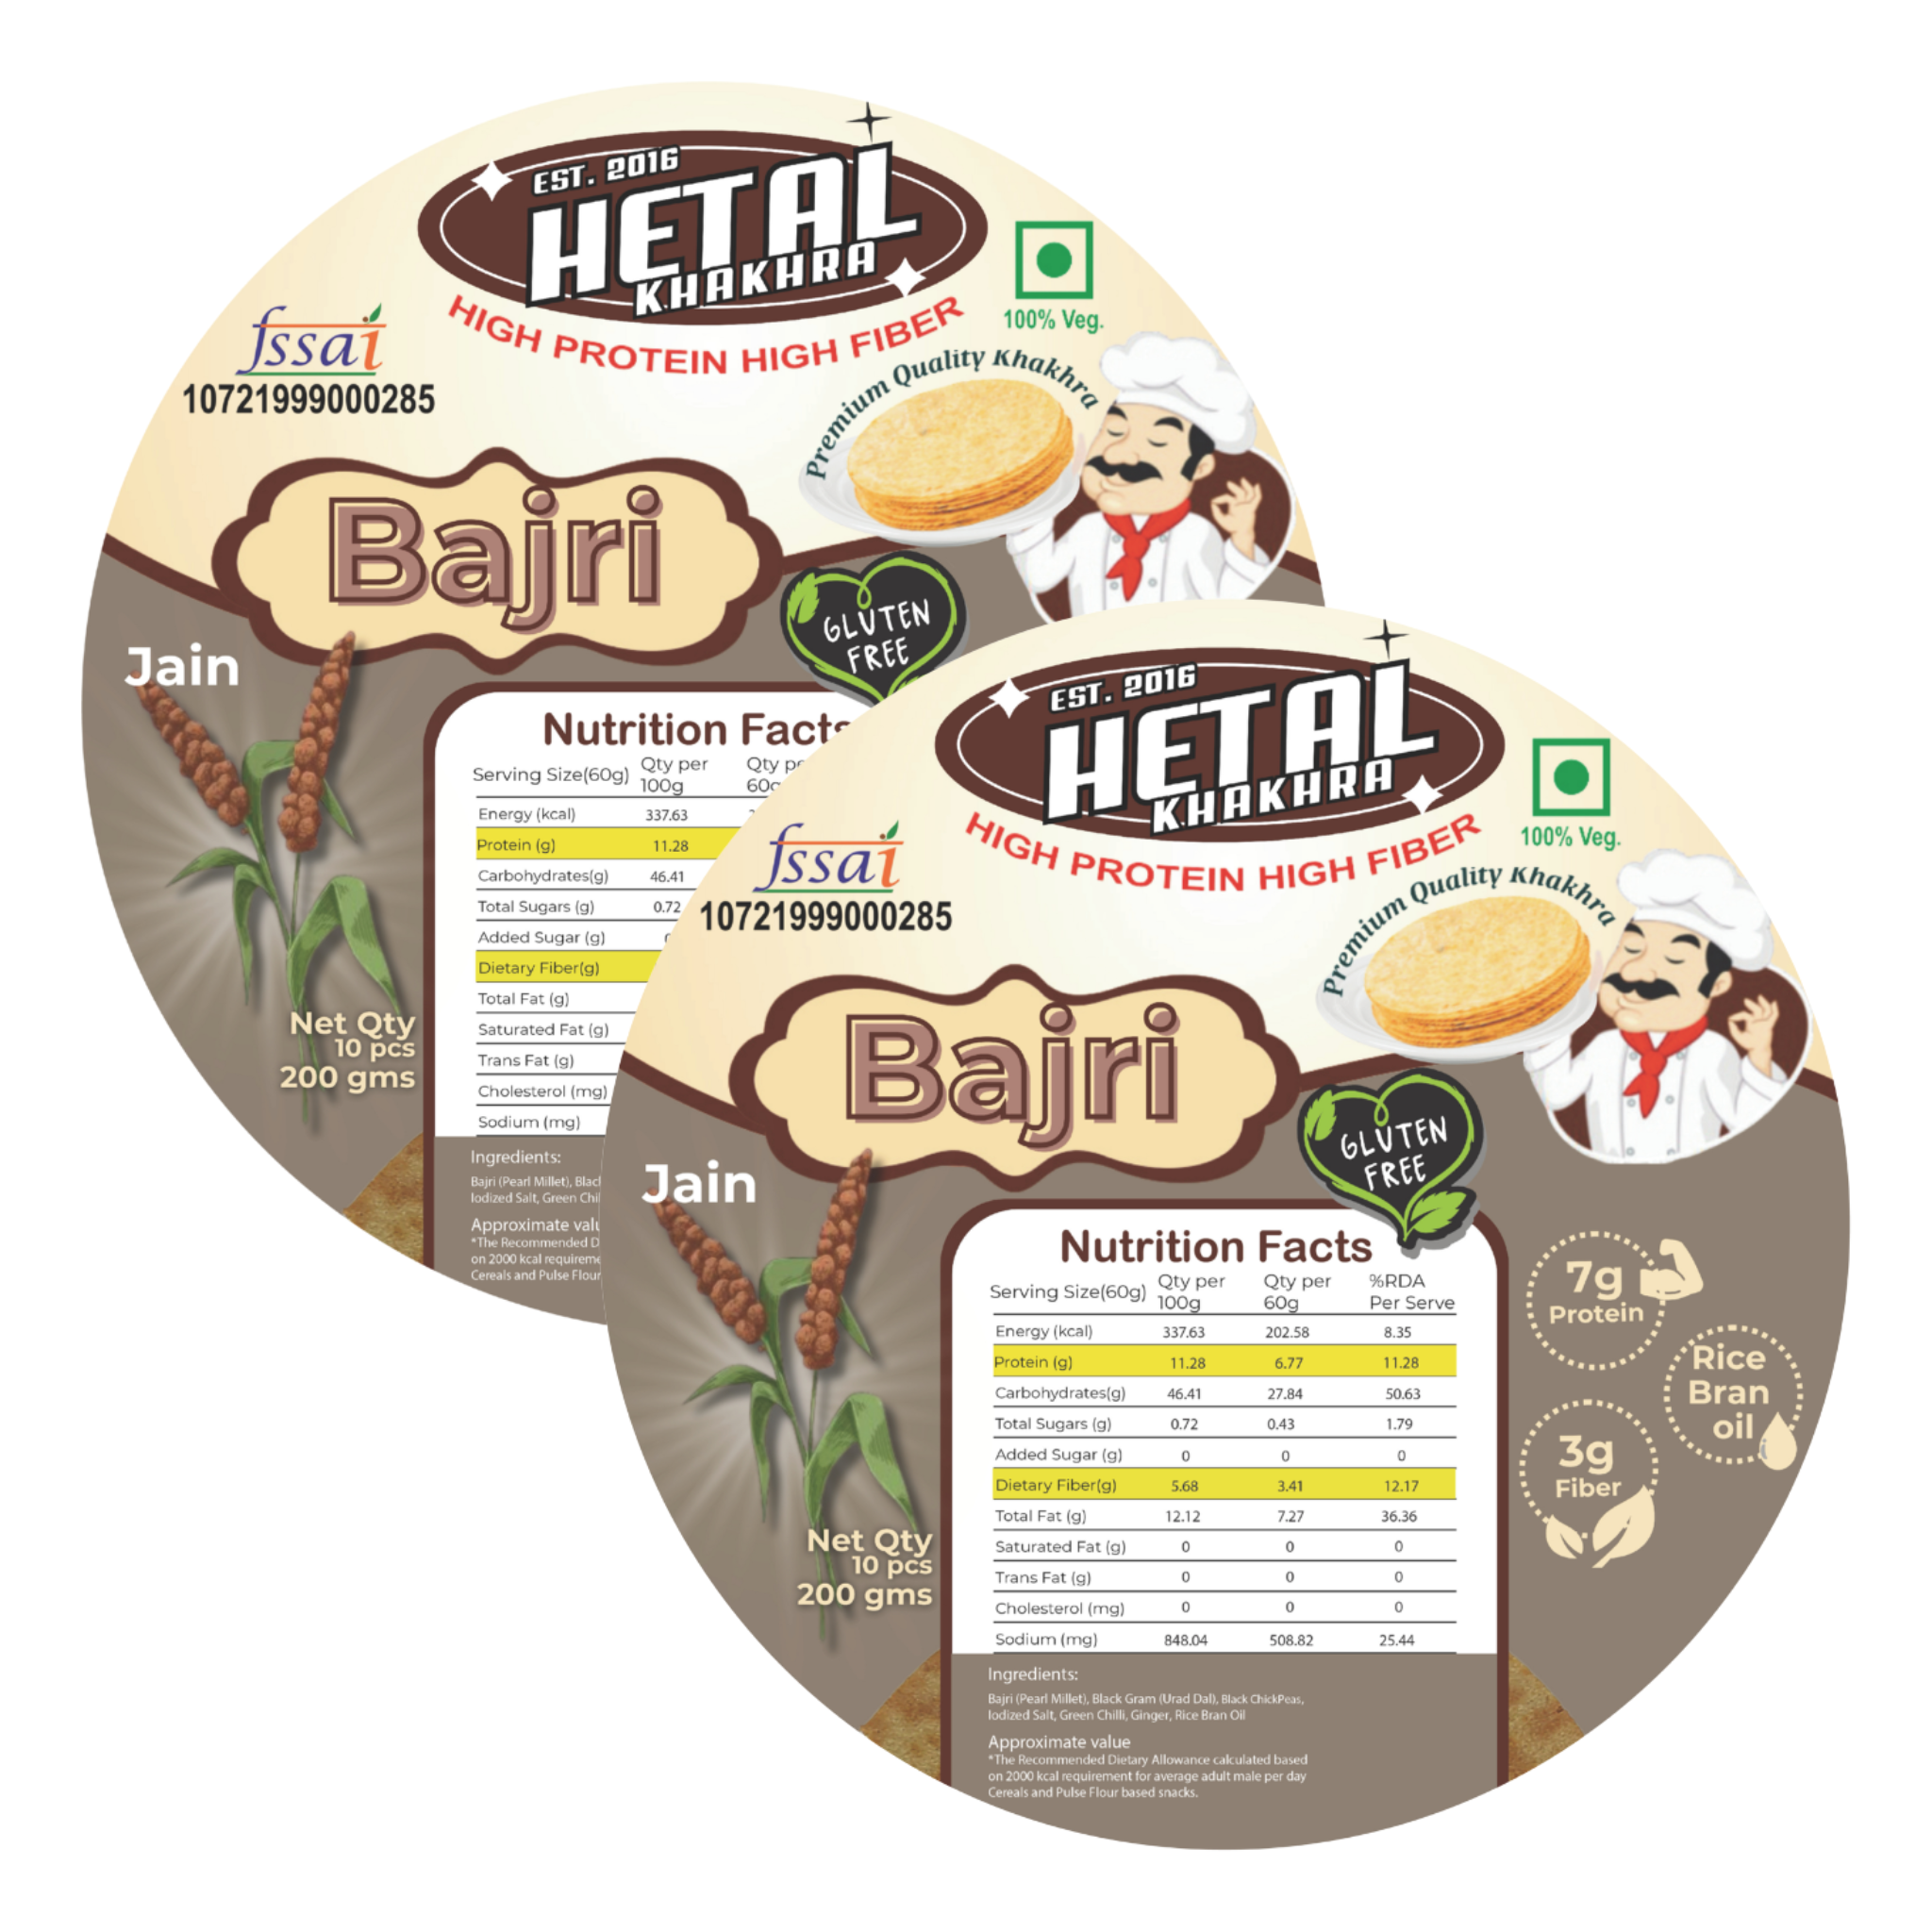 EST. 2016
HETAL
KHAKHRA
HIGH PROTEIN HIGH FIBER
100% Veg.
fssai
10721999000285
Premium Quality Khakhra
Bajri
GLUTEN
FREE
Jain
Nutrition Facts
Serving Size(60g) Qty per 100g Qty 60g
Energy (kcal) 337.63
Protein (g) 11.28
Carbohydrates(g) 46.41
Total Sugars (g) 0.72
Added Sugar (g)
Dietary Fiber(g)
Total Fat (g)
Saturated Fat (g)
Trans Fat (g)
Cholesterol (mg)
Sodium (mg)
Net Qty
10 pcs
200 gms
Ingredients:
Bajri (Pearl Millet),
Iodized Salt, Green
Approximate
*The Recommended
on 2000 kcal
Cereals and Pulse Flour
EST. 2016
HETAL
KHAKHRA
HIGH PROTEIN HIGH FIBER
100% Veg.
fssai
10721999000285
Premium Quality Khakhra
Bajri
GLUTEN
FREE
Jain
Nutrition Facts
Serving Size(60g) Qty per 100g Qty per 60g %RDA Per Serve
Energy (kcal) 337.63 202.58 8.35
Protein (g) 11.28 6.77 11.28
Carbohydrates(g) 46.41 27.84 50.63
Total Sugars (g) 0.72 0.43 1.79
Added Sugar (g) 0 0 0
Dietary Fiber(g) 5.68 3.41 12.17
Total Fat (g) 12.12 7.27 36.36
Saturated Fat (g) 0 0 0
Trans Fat (g) 0 0 0
Cholesterol (mg) 0 0 0
Sodium (mg) 848.04 508.82 25.44
7g
Protein
Rice
Bran
oil
3g
Fiber
Net Qty
10 pcs
200 gms
Ingredients:
Bajri (Pearl Millet), Black Gram (Urad Dal), Black ChickPeas,
Iodized Salt, Green Chilli, Ginger, Rice Bran Oil
Approximate value
*The Recommended Dietary Allowance calculated based
on 2000 kcal requirement for average adult male per day
Cereals and Pulse Flour based snacks.